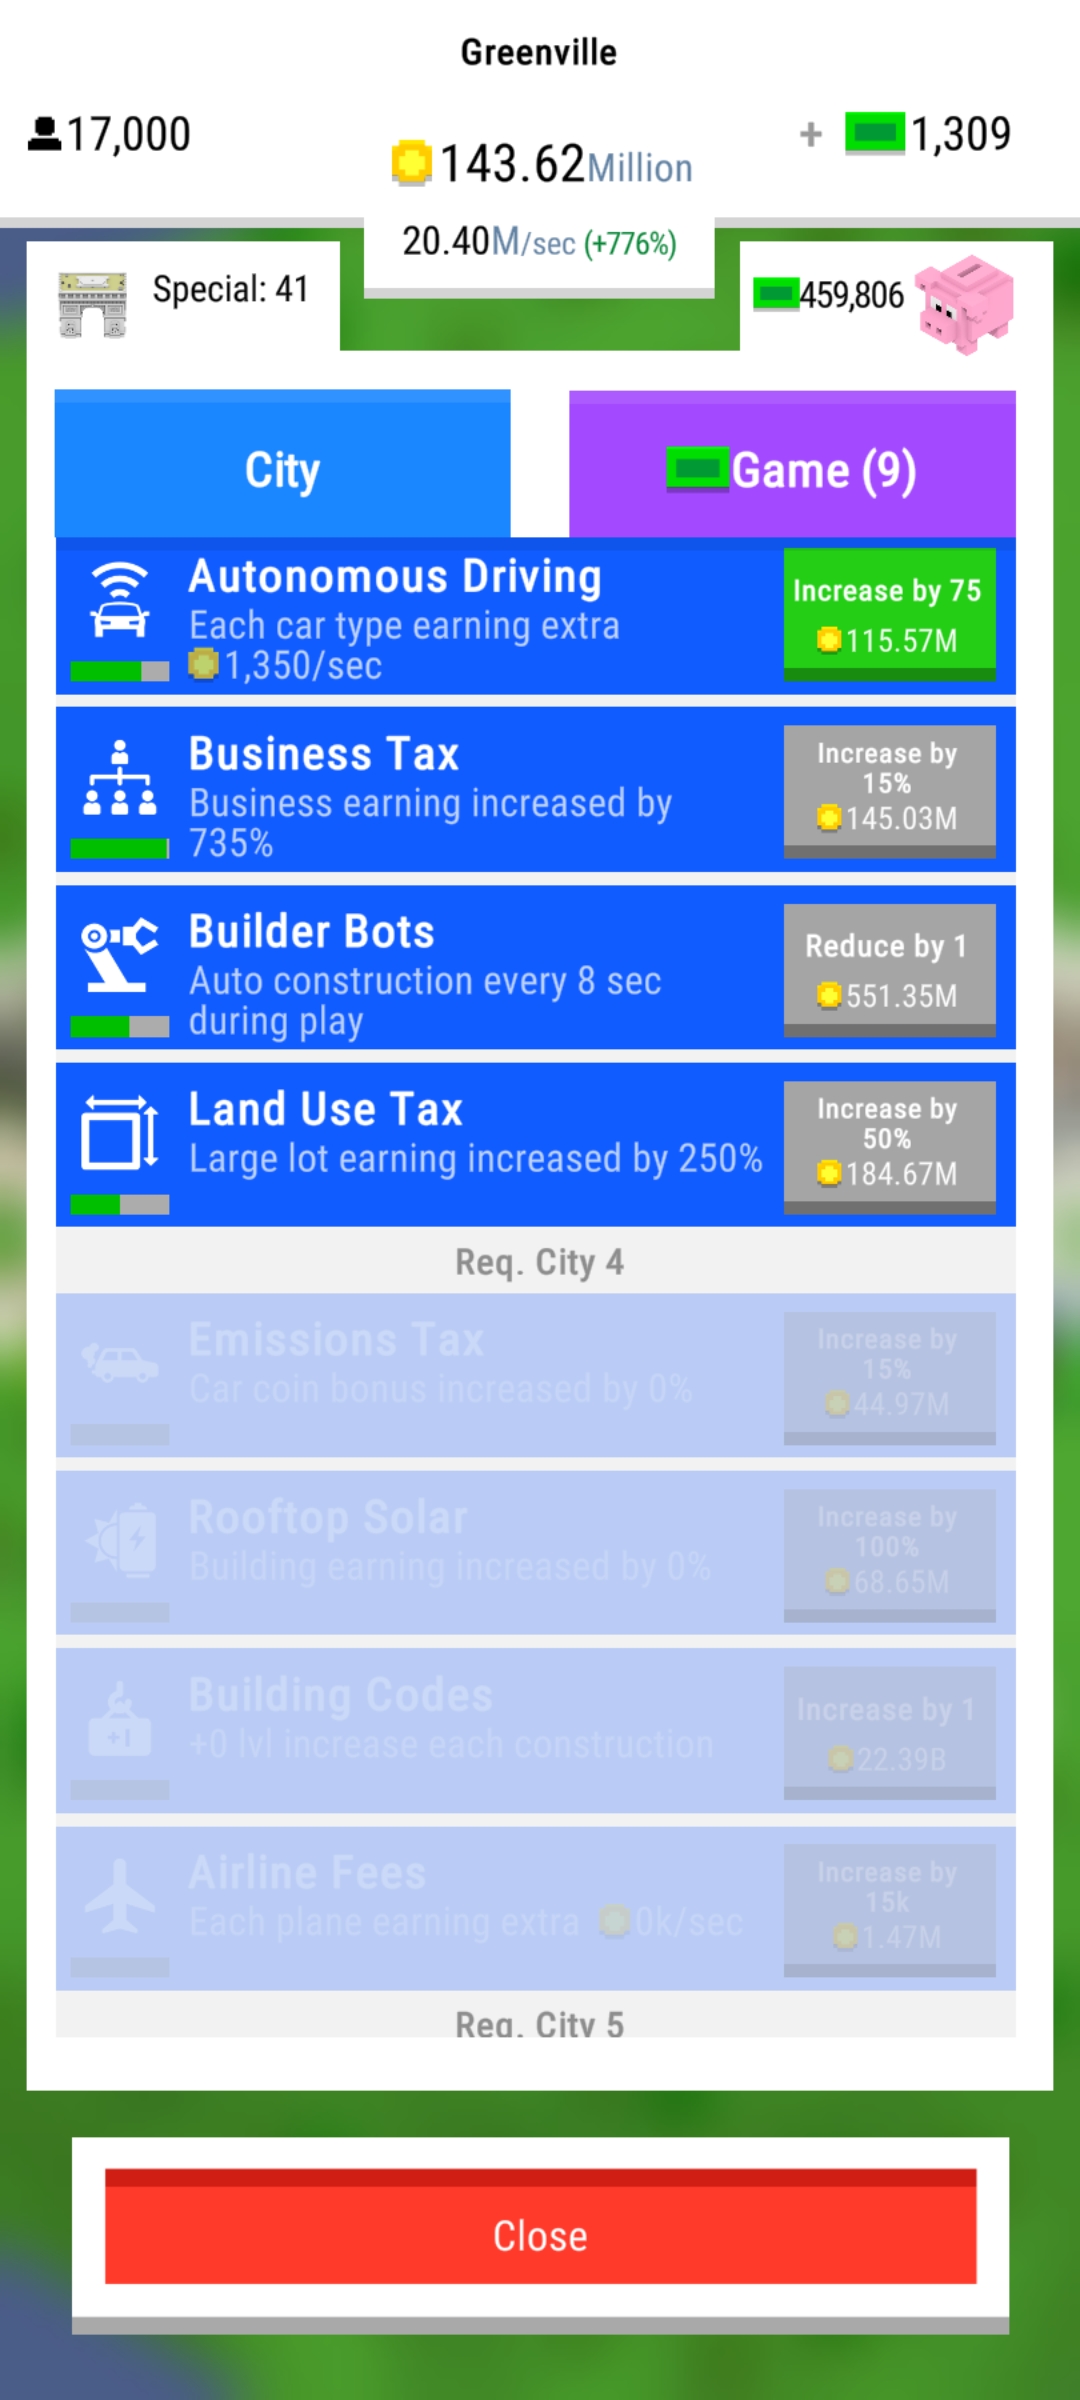 Greenville
17,000
143.62Million
+ 1,309
20.40M/sec (+776%)
Special: 41
459,806
City
Game (9)
Autonomous Driving
Each car type earning extra
1,350/sec
Increase by 75
115.57M
Business Tax
Business earning increased by
735%
Increase by
15%
145.03M
Builder Bots
Auto construction every 8 sec
during play
Reduce by 1
551.35M
Land Use Tax
Large lot earning increased by 250%
Increase by
50%
184.67M
Req. City 4
Emissions Tax
Car coin bonus increased by 0%
Increase by
15%
44.97M
Rooftop Solar
Building earning increased by 0%
Increase by
100%
68.65M
+1
Building Codes
+0 lvl increase each construction
Increase by 1
22.39B
Airline Fees
Each plane earning extra 0k/sec
Increase by
15k
1.47M
Req. City 5
Close